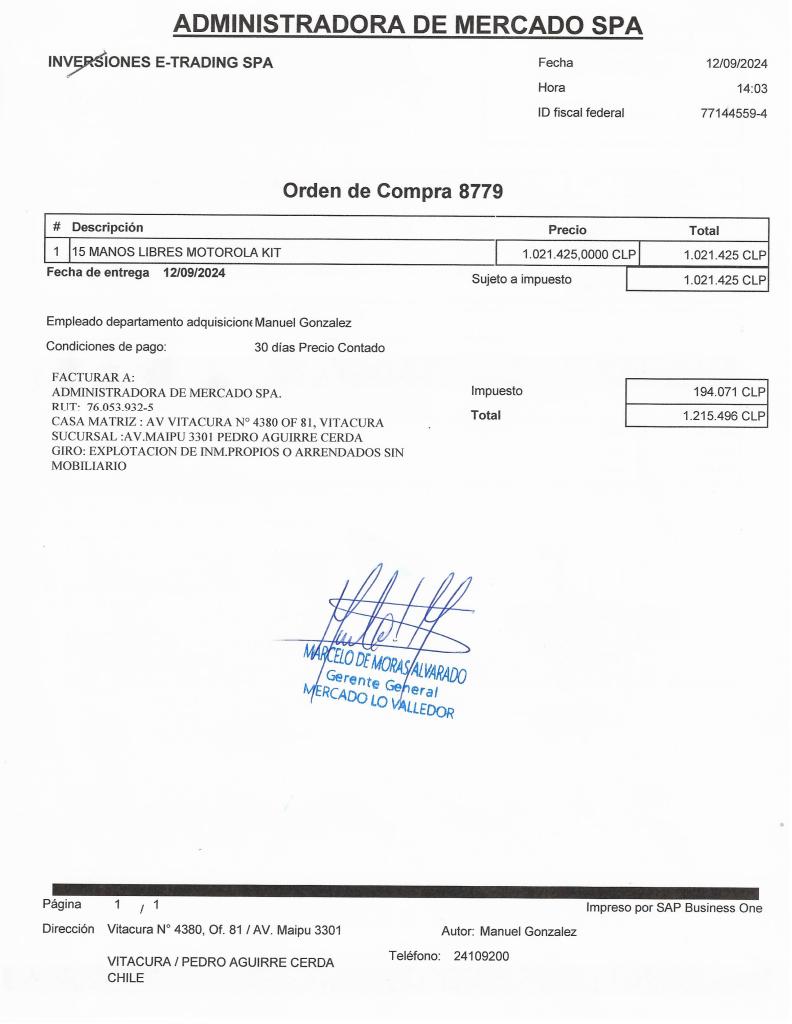 ADMINISTRADORA DE MERCADO SPA
INVERSIONES E-TRADING SPA
Fecha 12/09/2024
Hora 14:03
ID fiscal federal 77144559-4
Orden de Compra 8779
# Descripción Precio Total
1 15 MANOS LIBRES MOTOROLA KIT 1.021.425,0000 CLP 1.021.425 CLP
Fecha de entrega 12/09/2024
Sujeto a impuesto 1.021.425 CLP
Empleado departamento adquisicione Manuel Gonzalez
Condiciones de pago: 30 días Precio Contado
FACTURAR A:
ADMINISTRADORA DE MERCADO SPA.
RUT: 76.053.932-5
CASA MATRIZ : AV VITACURA N° 4380 OF 81, VITACURA
SUCURSAL :AV.MAIPU 3301 PEDRO AGUIRRE CERDA
GIRO: EXPLOTACION DE INM.PROPIOS O ARRENDADOS SIN
MOBILIARIO
Impuesto 194.071 CLP
Total 1.215.496 CLP
MARCELO DE MORAS ALVARADO
Gerente General
MERCADO LO VALLEDOR
Página 1 / 1
Impreso por SAP Business One
Dirección Vitacura N° 4380, Of. 81 / AV. Maipu 3301
Autor: Manuel Gonzalez
VITACURA / PEDRO AGUIRRE CERDA
Teléfono: 24109200
CHILE